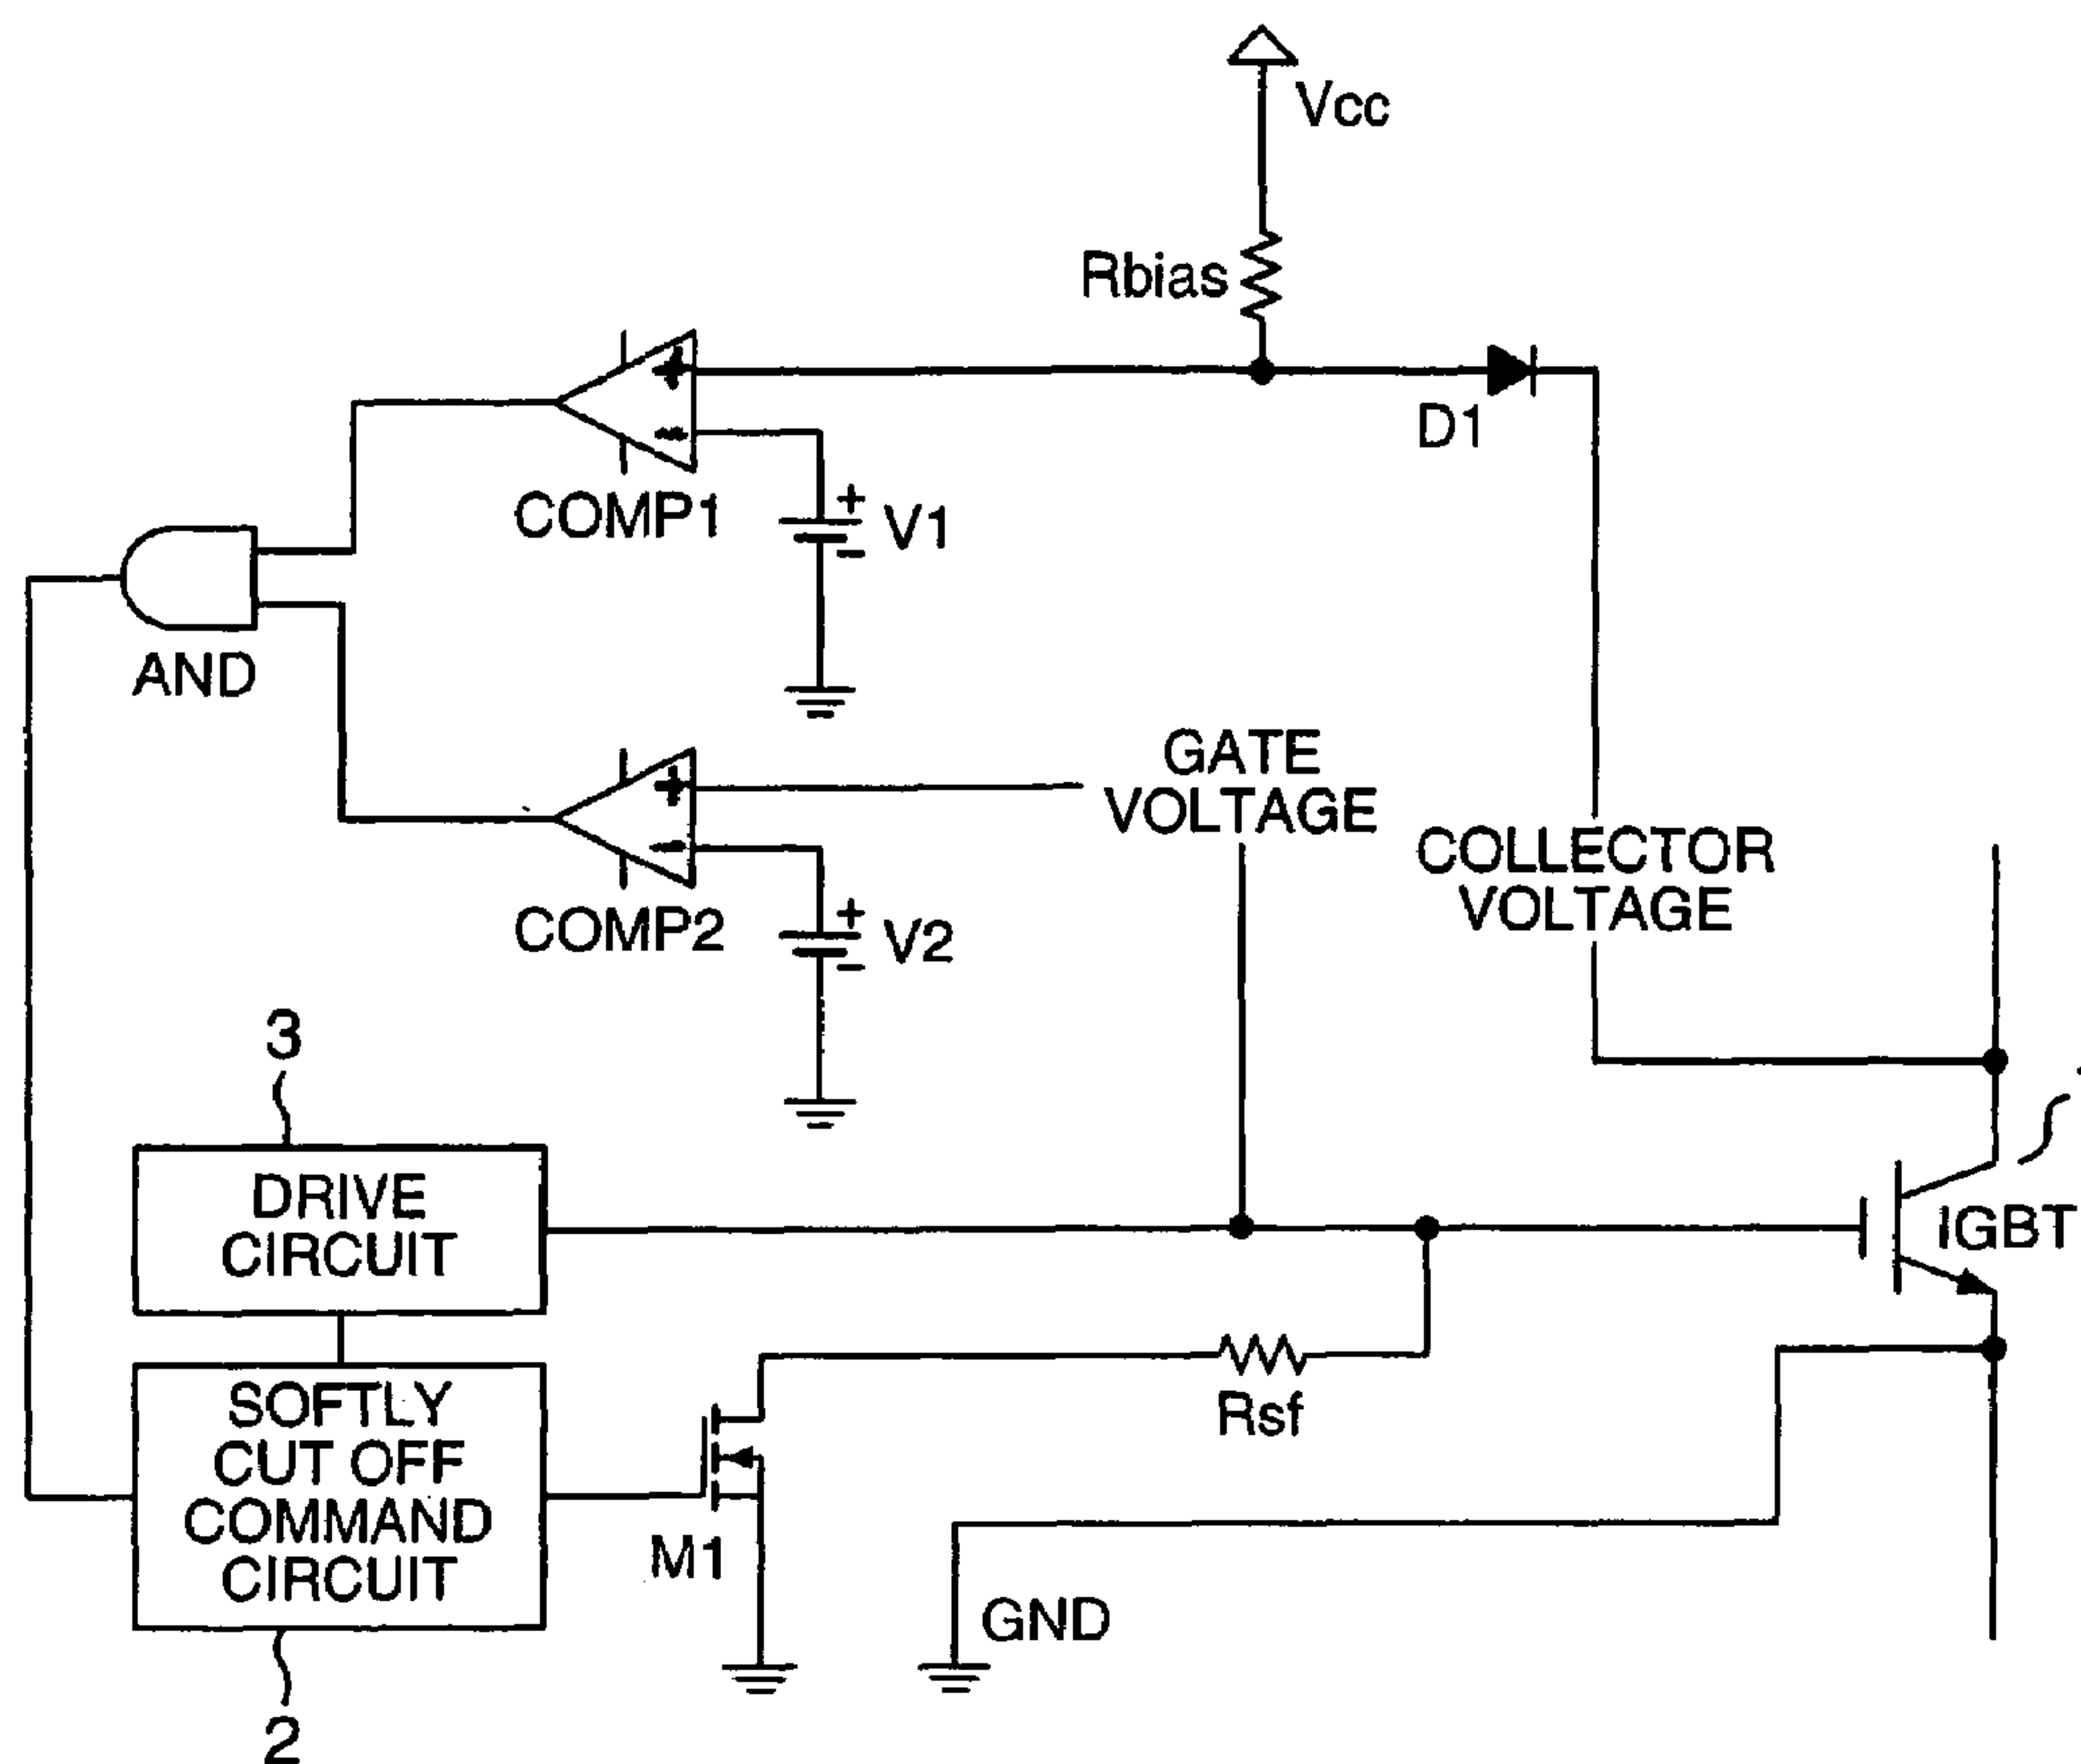 Vcc
Rbias
D1
COMP1
+
-
V1
AND
GATE
VOLTAGE
COLLECTOR
VOLTAGE
COMP2
+
-
V2
3
DRIVE
CIRCUIT
IGBT
SOFTLY
CUT OFF
COMMAND
CIRCUIT
Rsf
M1
GND
2